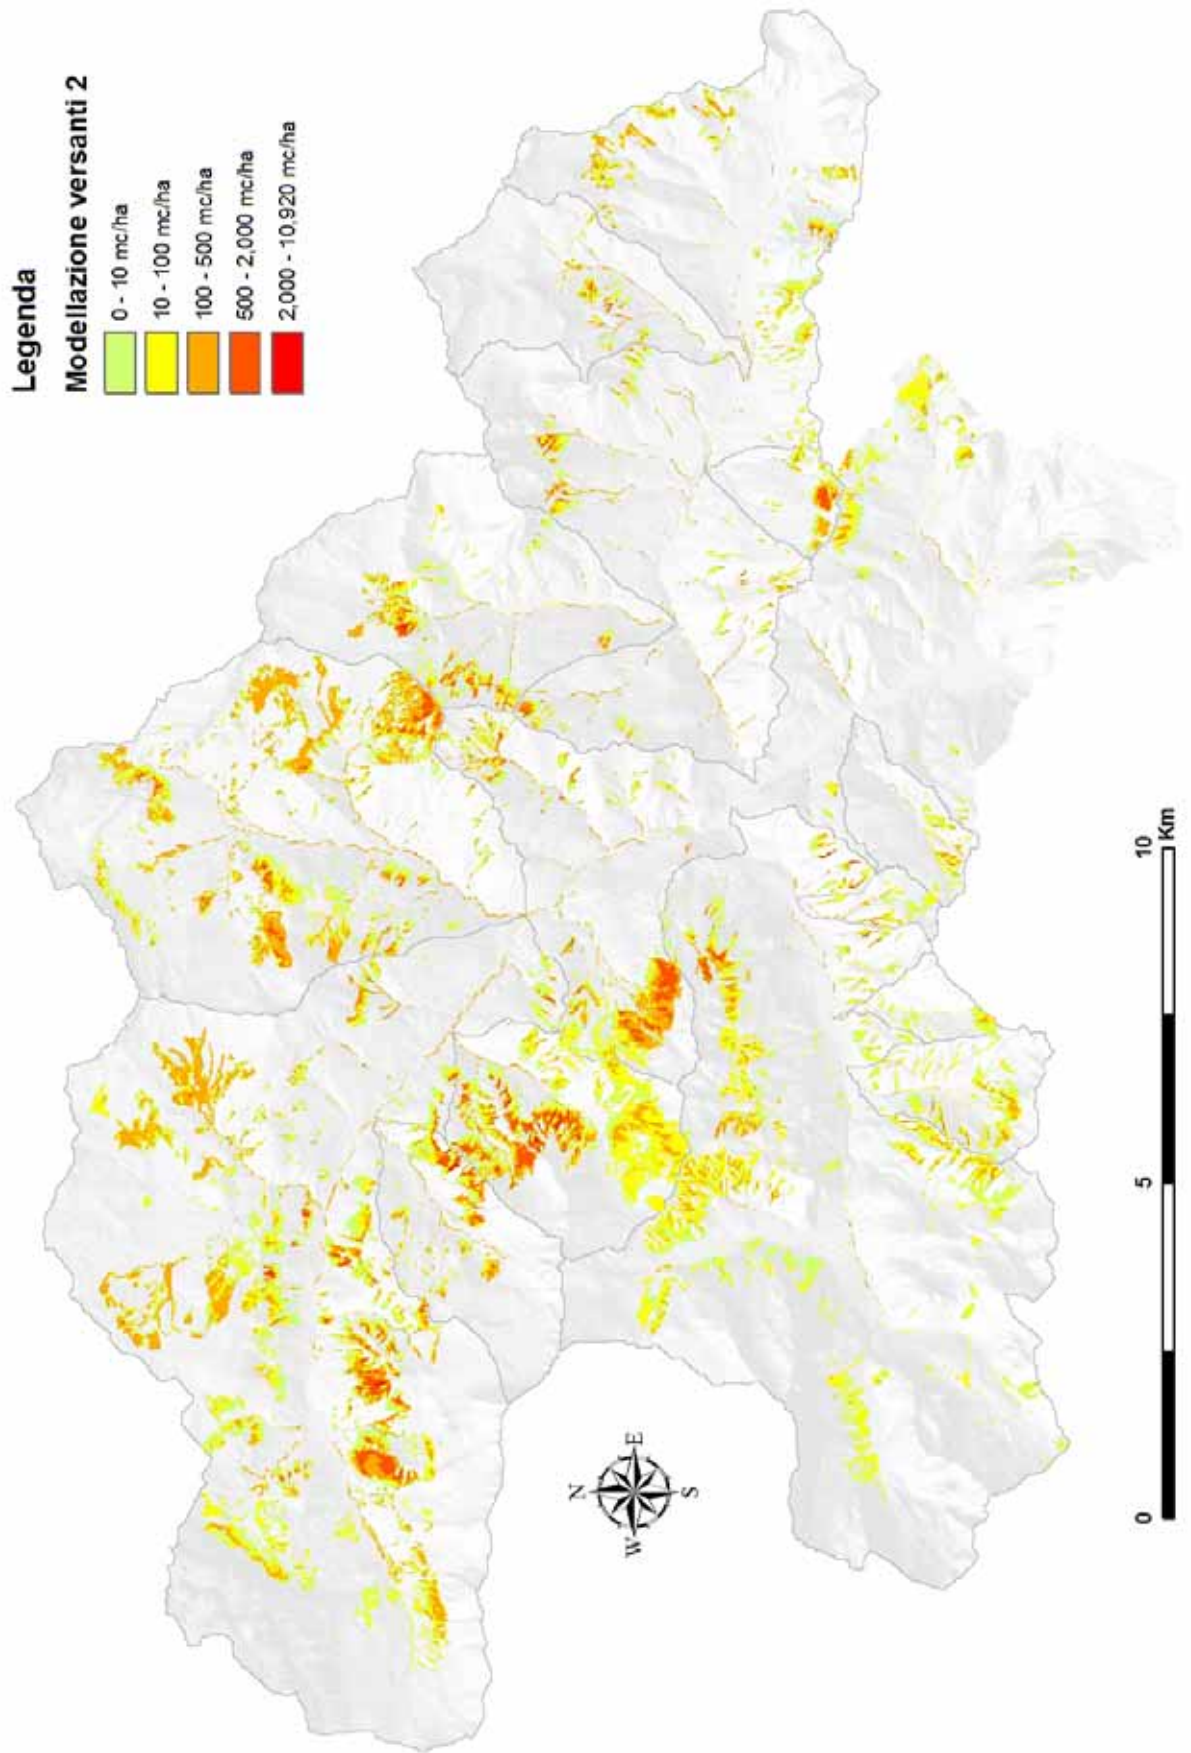 Legenda
Modellazione versanti 2
0 - 10 mc/ha
10 - 100 mc/ha
100 - 500 mc/ha
500 - 2,000 mc/ha
2,000 - 10,920 mc/ha
N
W
E
S
0
5
10
Km